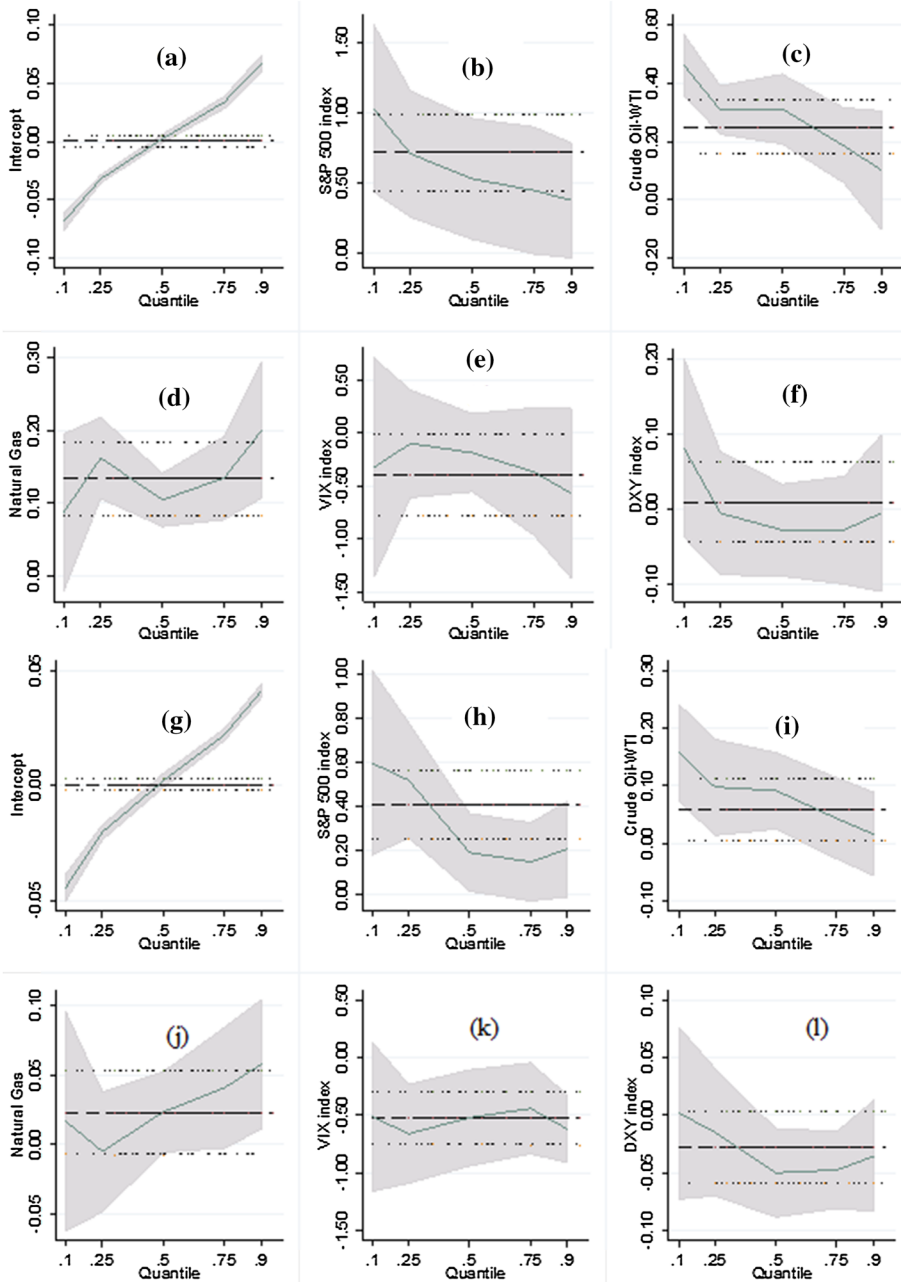 (a)
Intercept
0.10
0.05
0.00
-0.05
-0.10
.1 .25 .5 .75 .9
Quantile
(b)
S&P 500 index
1.50
1.00
0.50
0.00
.1 .25 .5 .75 .9
Quantile
(c)
Crude Oil-WTI
0.60
0.40
0.20
0.00
-0.20
.1 .25 .5 .75 .9
Quantile
(d)
Natural Gas
0.30
0.20
0.10
0.00
.1 .25 .5 .75 .9
Quantile
(e)
VIX index
0.50
0.00
-0.50
-1.00
-1.50
.1 .25 .5 .75 .9
Quantile
(f)
DXY index
0.20
0.10
0.00
-0.10
.1 .25 .5 .75 .9
Quantile
(g)
Intercept
0.05
0.00
-0.05
.1 .25 .5 .75 .9
Quantile
(h)
S&P 500 index
1.00
0.80
0.60
0.40
0.20
0.00
.1 .25 .5 .75 .9
Quantile
(i)
Crude Oil-WTI
0.30
0.20
0.10
0.00
-0.10
.1 .25 .5 .75 .9
Quantile
(j)
Natural Gas
0.10
0.05
0.00
-0.05
.1 .25 .5 .75 .9
Quantile
(k)
VIX index
0.50
0.00
-0.50
-1.00
-1.50
.1 .25 .5 .75 .9
Quantile
(l)
DXY index
0.10
0.05
0.00
-0.05
-0.10
.1 .25 .5 .75 .9
Quantile